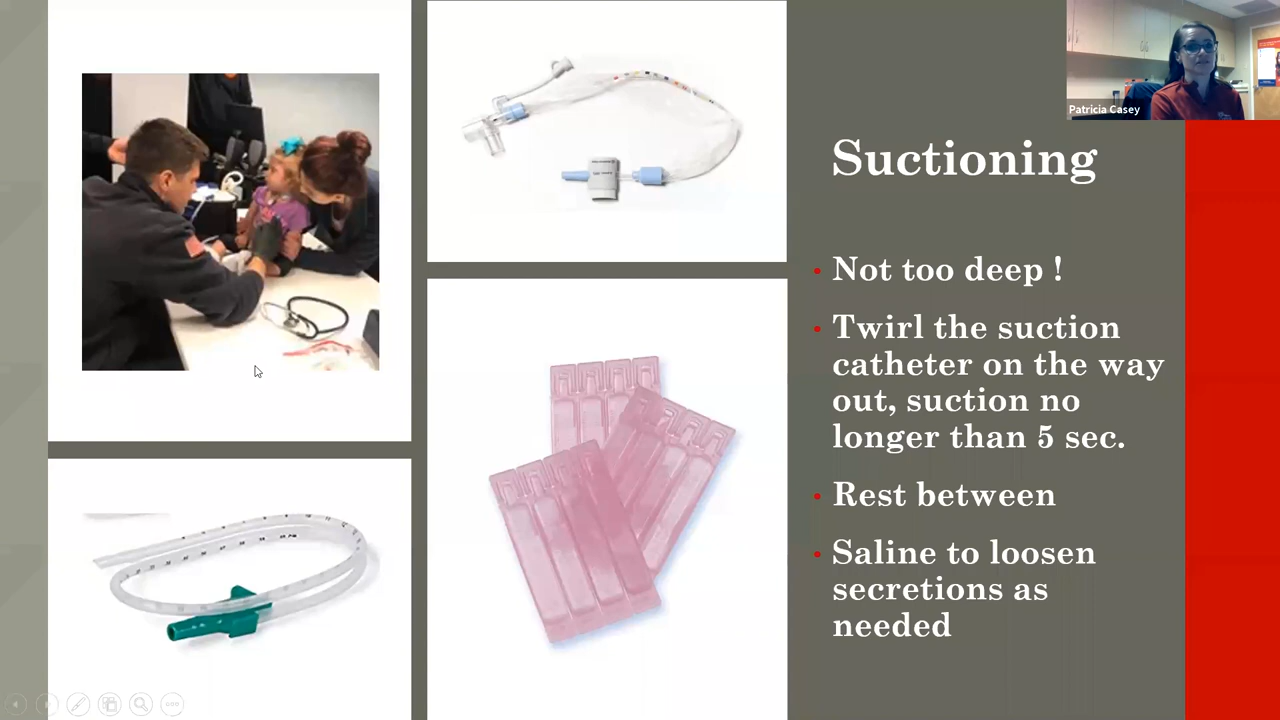 Patricia Casey
Suctioning
• Not too deep !
• Twirl the suction
catheter on the way
out, suction no
longer than 5 sec.
• Rest between
• Saline to loosen
secretions as
needed